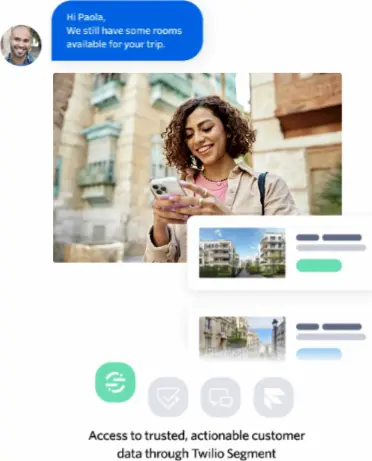 Hi Paola,
We still have some rooms
available for your trip.
Access to trusted, actionable customer
data through Twilio Segment